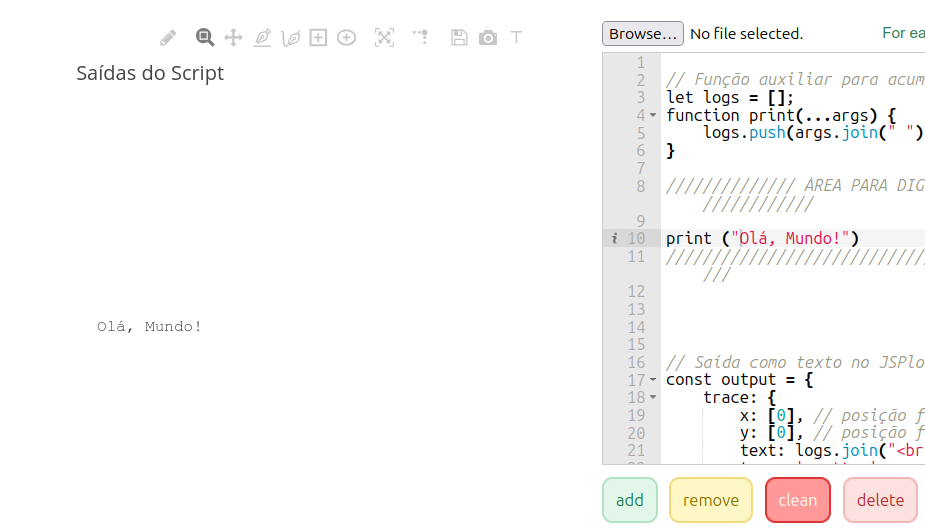 Browse... No file selected.
For ea
Saídas do Script
T
Olá, Mundo!
1
2 // Função auxiliar para acum
3 let logs = [];
4 function print(...args) {
5 logs.push(args.join(" ")
6 }
7
8 ////////////// ÁREA PARA DIG
////////////
9
i 10 print ("Olá, Mundo!")
11 ////////////////////////////
///
12
13
14
15
16 // Saída como texto no JSPlo
17 const output = {
18 trace: {
19 x: [0], // posição f
20 y: [0], // posição f
21 text: logs.join("<br
add remove clean delete